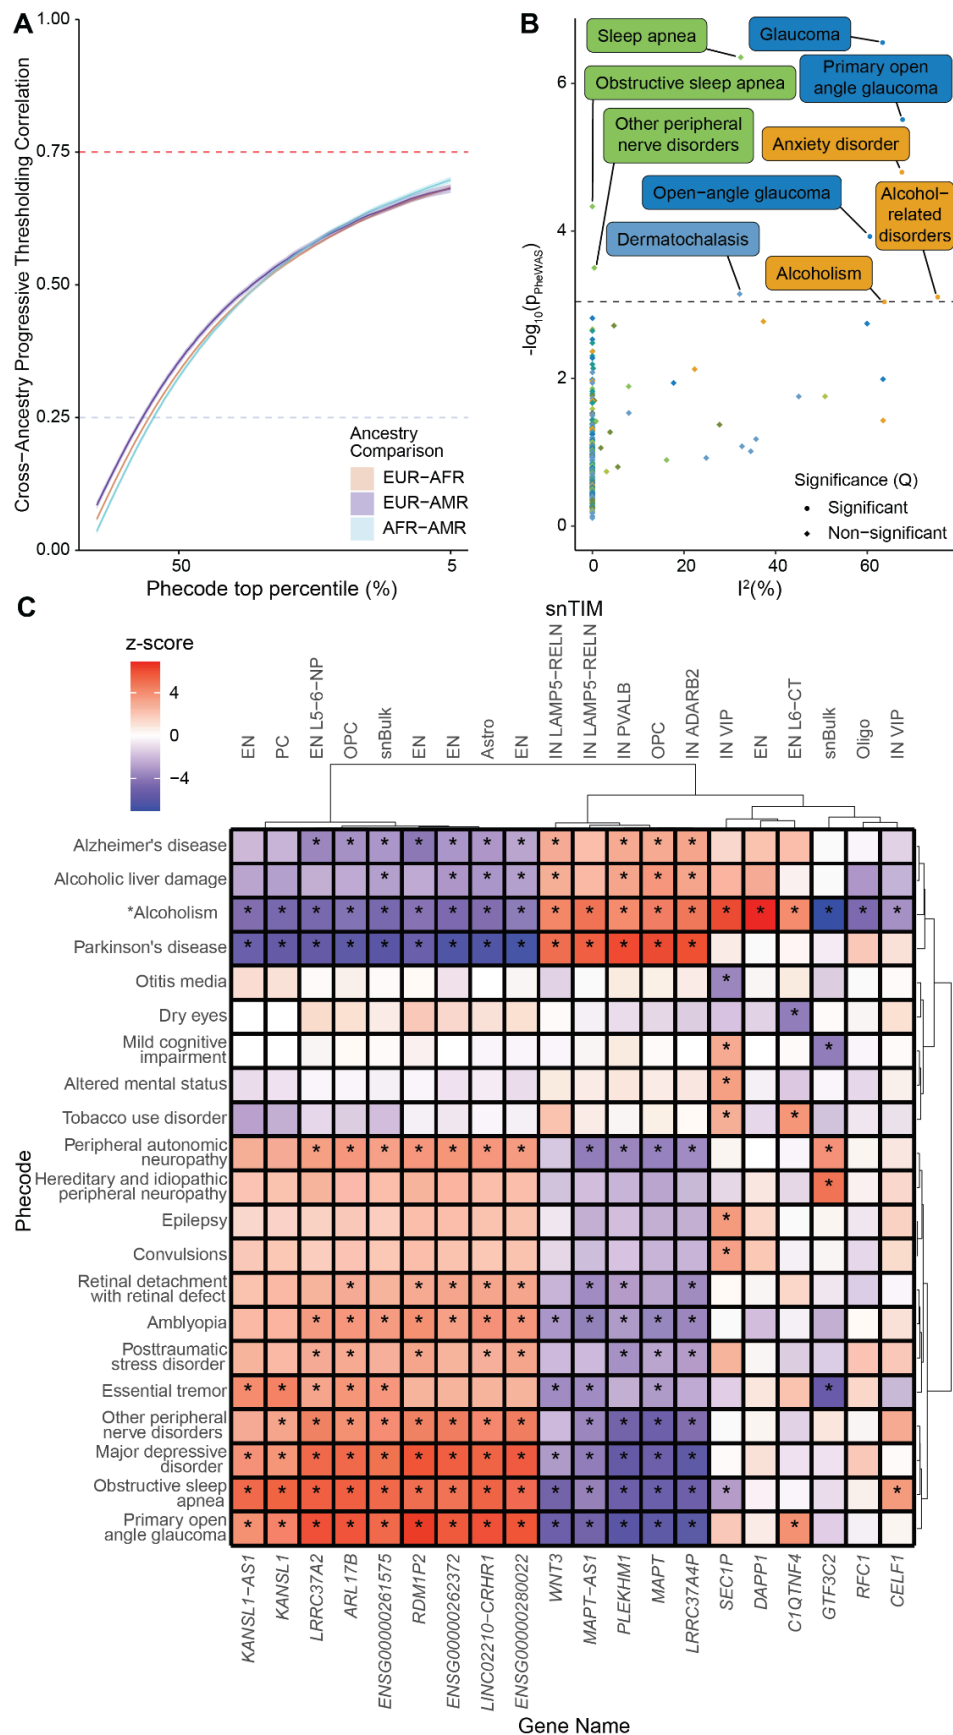 A
1.00
0.75
0.50
0.25
0.00
Cross−Ancestry Progressive Thresholding Correlation
Ancestry
Comparison
EUR−AFR
EUR−AMR
AFR−AMR
50
5
Phecode top percentile (%)
B
Sleep apnea
Glaucoma
Obstructive sleep apnea
Primary open
angle glaucoma
Other peripheral
nerve disorders
Anxiety disorder
Open−angle glaucoma
Alcohol−
related
disorders
Dermatochalasis
Alcoholism
-log10(pPheWAS)
6
4
2
0
Significance (Q)
Significant
Non−significant
0
20
40
60
I²(%)
C
snTIM
z-score
4
0
−4
EN
PC
EN L5−6−NP
OPC
snBulk
EN
EN
Astro
EN
IN LAMP5−RELN
IN LAMP5−RELN
IN PVALB
OPC
IN ADARB2
IN VIP
EN
EN L6−CT
snBulk
Oligo
IN VIP
Phecode
Alzheimer's disease
* * * * * * * * * * *
Alcoholic liver damage
* * * * * * * *
*Alcoholism
* * * * * * * * * * * * * * * * * * * *
Parkinson's disease
* * * * * * * * * * * * * *
Otitis media
*
Dry eyes
*
Mild cognitive
impairment
* *
Altered mental status
*
Tobacco use disorder
* *
Peripheral autonomic
neuropathy
* * * * * * * * * * * *
Hereditary and idiopathic
peripheral neuropathy
*
Epilepsy
*
Convulsions
*
Retinal detachment
with retinal defect
* * * * * * * *
Amblyopia
* * * * * * * * * * * *
Posttraumatic
stress disorder
* * * * * * * *
Essential tremor
* * * * * * * * *
Other peripheral
nerve disorders
* * * * * * * * * * * *
Major depressive
disorder
* * * * * * * * * * * * * *
Obstructive sleep
apnea
* * * * * * * * * * * * * * * *
Primary open
angle glaucoma
* * * * * * * * * * * * * * *
KANSL1−AS1
KANSL1
LRRC37A2
ARL17B
ENSG00000261575
RDM1P2
ENSG00000262372
LINC02210−CRHR1
ENSG00000280022
WNT3
MAPT−AS1
PLEKHM1
MAPT
LRRC37A4P
SEC1P
DAPP1
C1QTNF4
GTF3C2
RFC1
CELF1
Gene Name